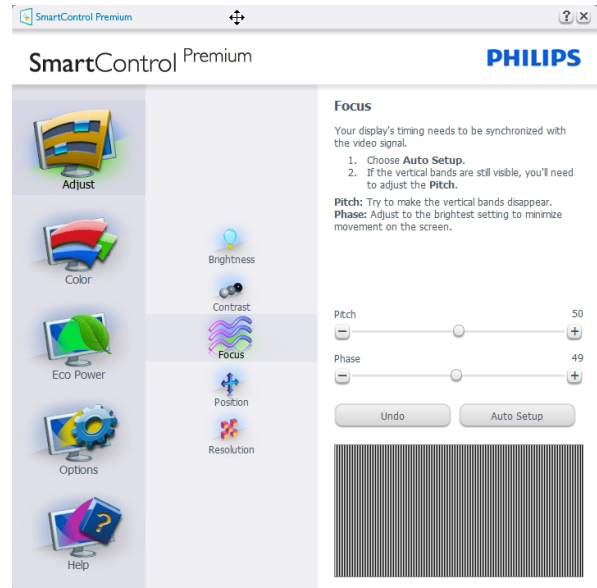 SmartControl Premium
? ×
SmartControl Premium
PHILIPS
Adjust
Color
Eco Power
Options
?
Help
Brightness
Contrast
Focus
Position
Resolution
Focus
Your display's timing needs to be synchronized with
the video signal.
1. Choose Auto Setup.
2. If the vertical bands are still visible, you'll need
to adjust the Pitch.
Pitch: Try to make the vertical bands disappear.
Phase: Adjust to the brightest setting to minimize
movement on the screen.
Pitch 50
− +
Phase 49
− +
Undo Auto Setup